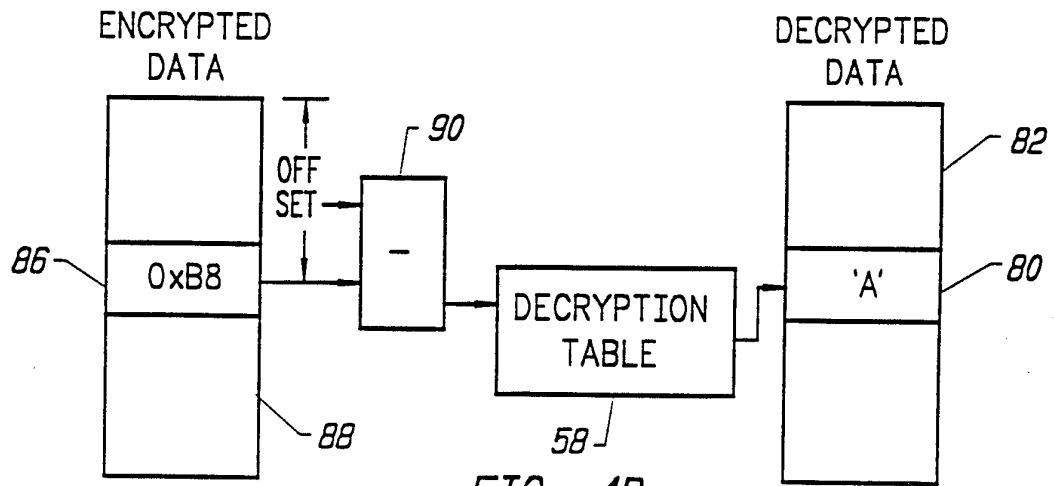 ENCRYPTED
DATA
DECRYPTED
DATA
90
82
OFF
SET
86
0xB8
−
'A'
80
DECRYPTION
TABLE
88
58